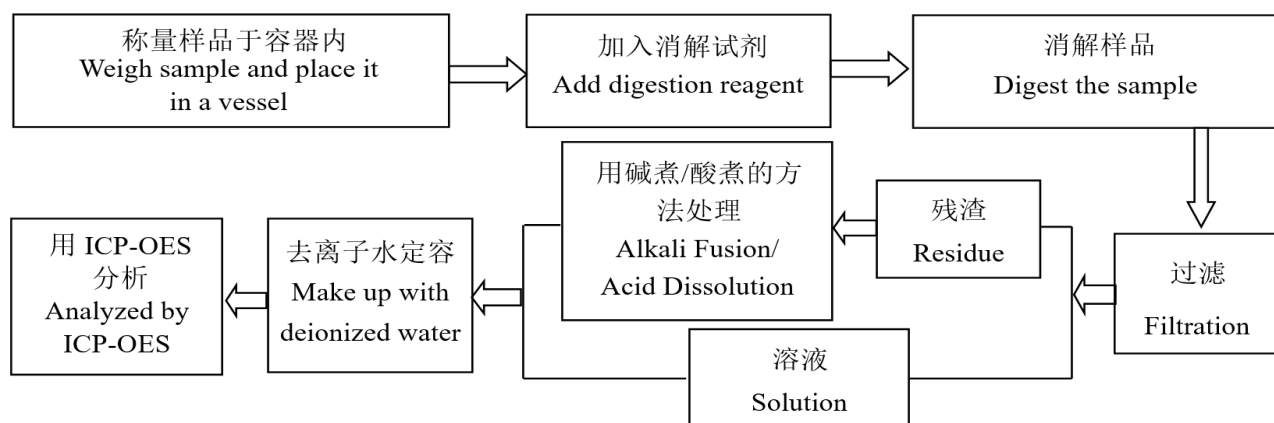 称量样品于容器内
Weigh sample and place it
in a vessel
加入消解试剂
Add digestion reagent
消解样品
Digest the sample
过滤
Filtration
残渣
Residue
用碱煮/酸煮的方
法处理
Alkali Fusion/
Acid Dissolution
溶液
Solution
去离子水定容
Make up with
deionized water
用 ICP-OES
分析
Analyzed by
ICP-OES